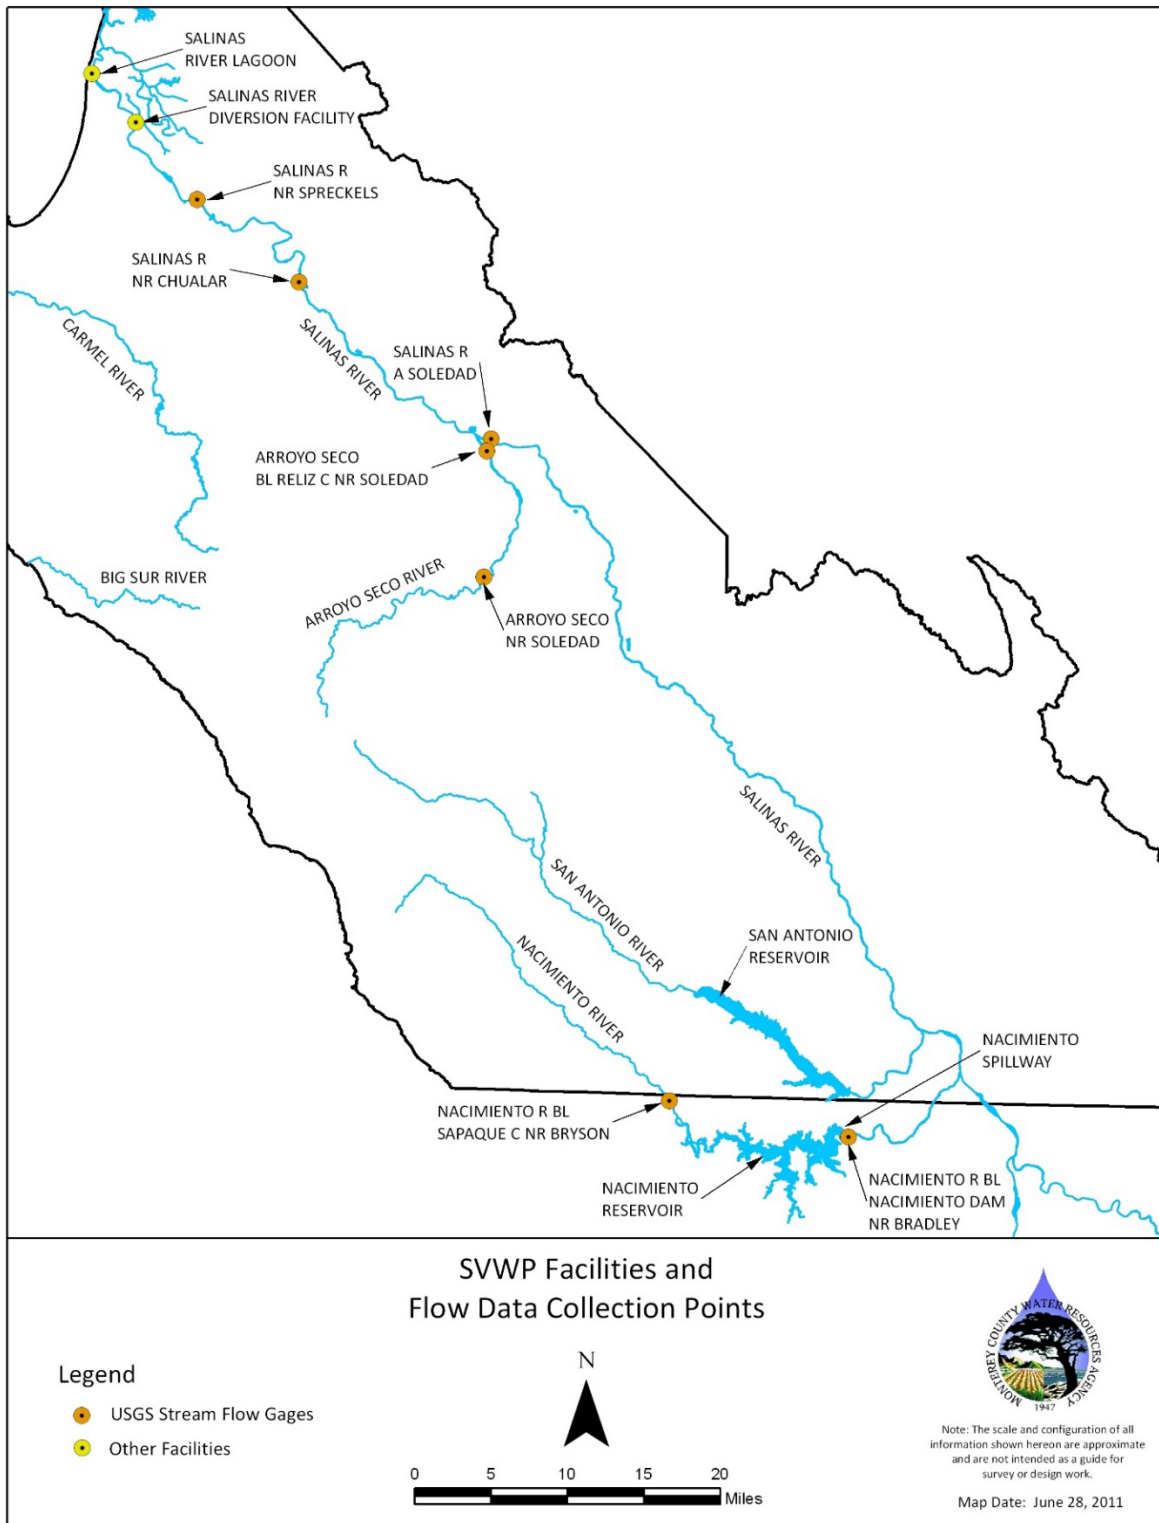 SALINAS
RIVER LAGOON
SALINAS RIVER
DIVERSION FACILITY
SALINAS R
NR SPRECKELS
SALINAS R
NR CHUALAR
CARMEL RIVER
SALINAS RIVER
SALINAS R
A SOLEDAD
ARROYO SECO
BL RELIZ C NR SOLEDAD
BIG SUR RIVER
ARROYO SECO RIVER
ARROYO SECO
NR SOLEDAD
SALINAS RIVER
SAN ANTONIO RIVER
NACIMIENTO RIVER
SAN ANTONIO
RESERVOIR
NACIMIENTO
SPILLWAY
NACIMIENTO R BL
SAPAQUE C NR BRYSON
NACIMIENTO
RESERVOIR
NACIMIENTO R BL
NACIMIENTO DAM
NR BRADLEY
SVWP Facilities and
Flow Data Collection Points
Legend
USGS Stream Flow Gages
Other Facilities
N
0 5 10 15 20
Miles
MONTEREY COUNTY WATER RESOURCES AGENCY
1947
Note: The scale and configuration of all
information shown hereon are approximate
and are not intended as a guide for
survey or design work.
Map Date: June 28, 2011